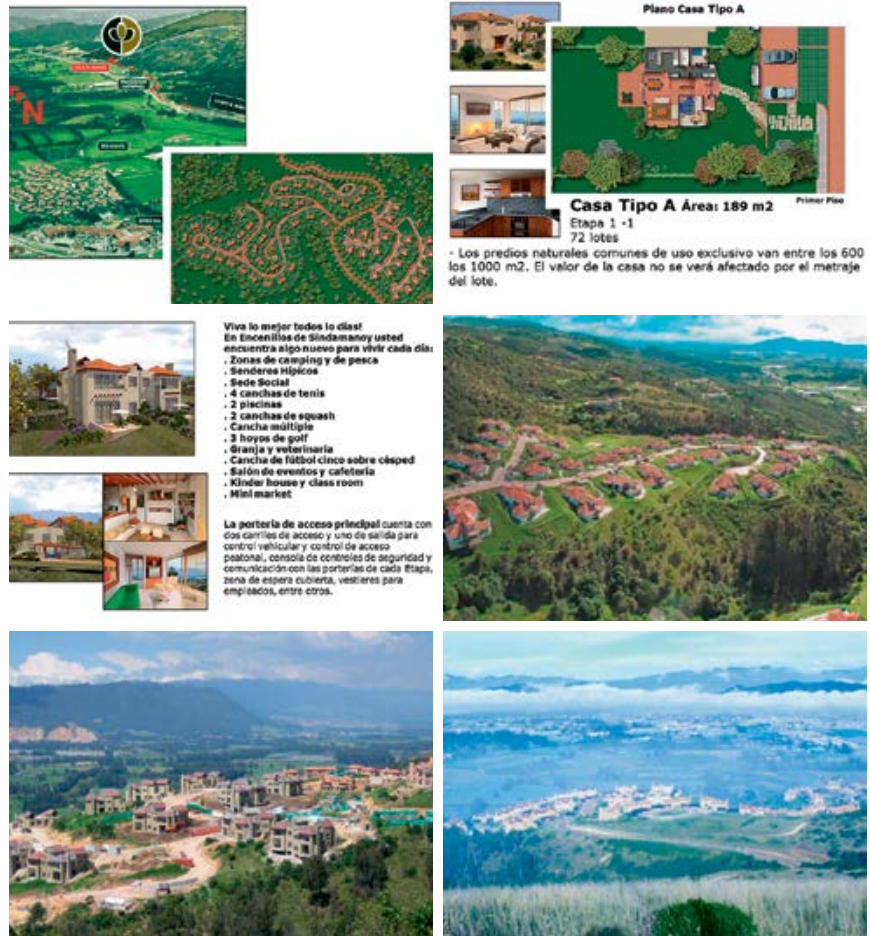 N
Plano Casa Tipo A
Primer Piso
Casa Tipo A Área: 189 m2
Etapa 1 -1
72 lotes
- Los predios naturales comunes de uso exclusivo van entre los 600
los 1000 m2. El valor de la casa no se verá afectado por el metraje
del lote.
Viva lo mejor todos lo días!
En Encenillos de Sindamanoy usted
encuentra algo nuevo para vivir cada día:
. Zonas de camping y de pesca
. Senderos Hípicos
. Sede Social
. 4 canchas de tenis
. 2 piscinas
. 2 canchas de squash
. Cancha múltiple
. 3 hoyos de golf
. Granja y veterinaria
. Cancha de fútbol cinco sobre césped
. Salón de eventos y cafetería
. Kinder house y class room
. Mini market
La portería de acceso principal cuenta con
dos carriles de acceso y uno de salida para
control vehicular y control de acceso
peatonal, consola de controles de seguridad y
comunicación con las porterías de cada Etapa,
zona de espera cubierta, vestieres para
empleados, entre otros.